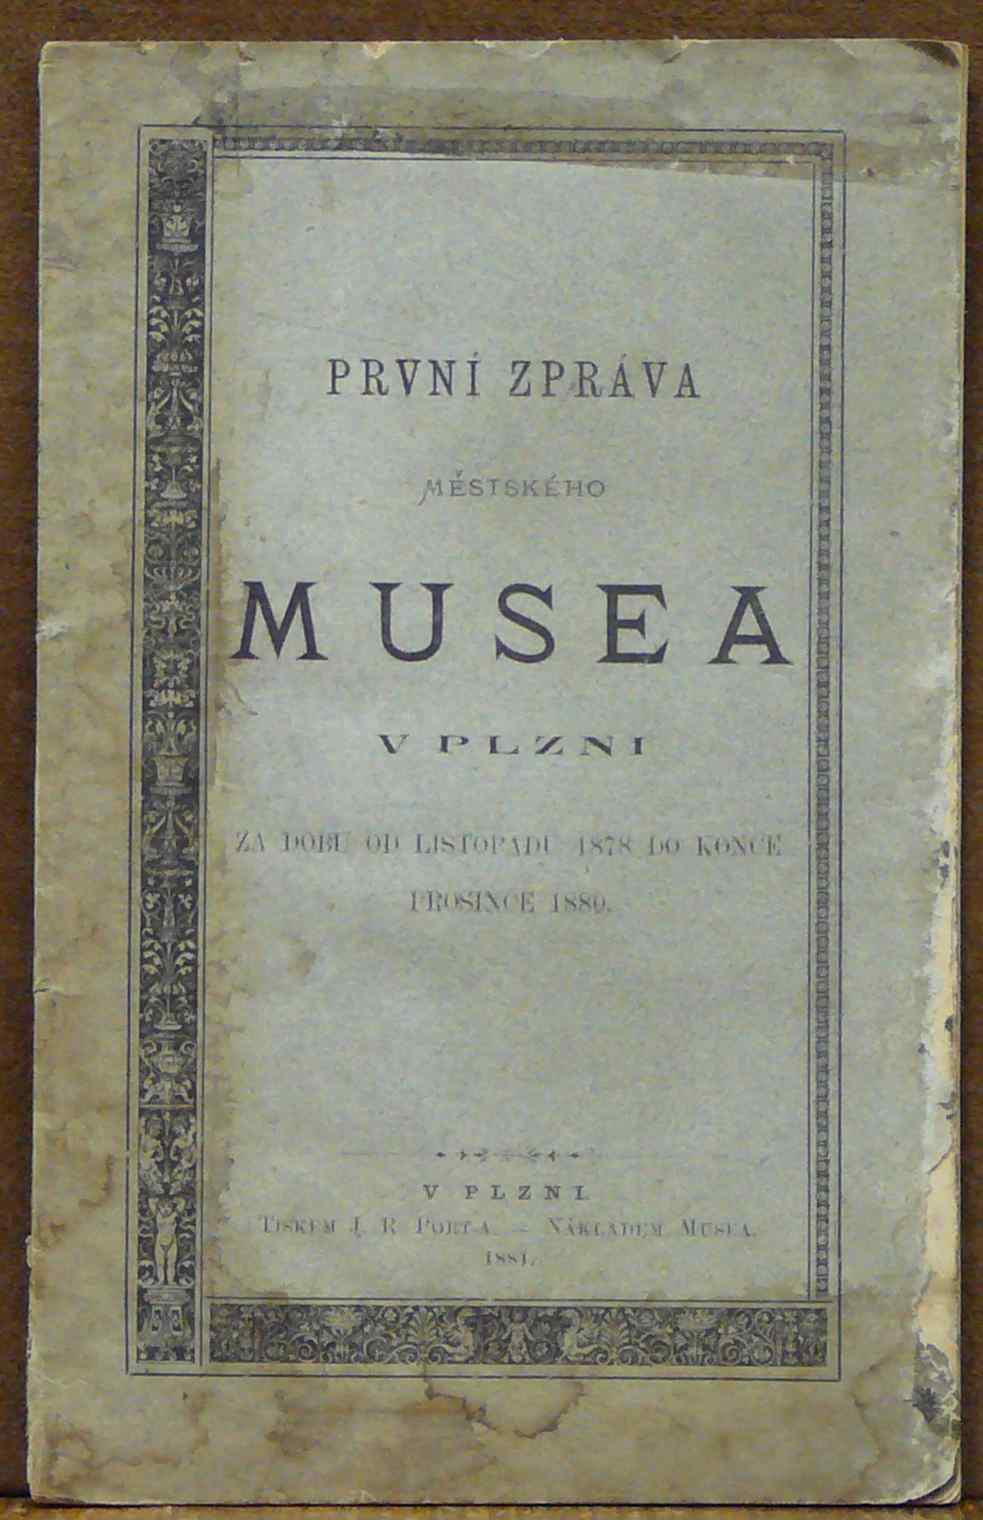 PRVNÍ ZPRÁVA
MĚSTSKÉHO
MUSEA
V PLZNI
ZA DOBU OD LISTOPADU 1878 DO KONCE
PROSINCE 1880.
V PLZNI.
TISKEM I. R. PORTA. — NÁKLADEM MUSEA.
1881.